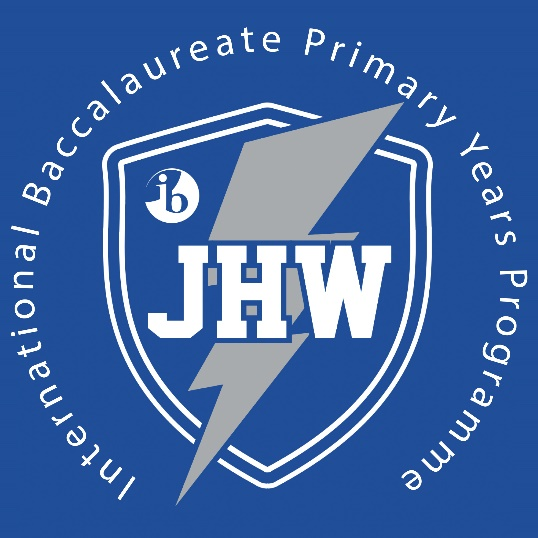 International Baccalaureate Primary Years Programme
ib
JHW